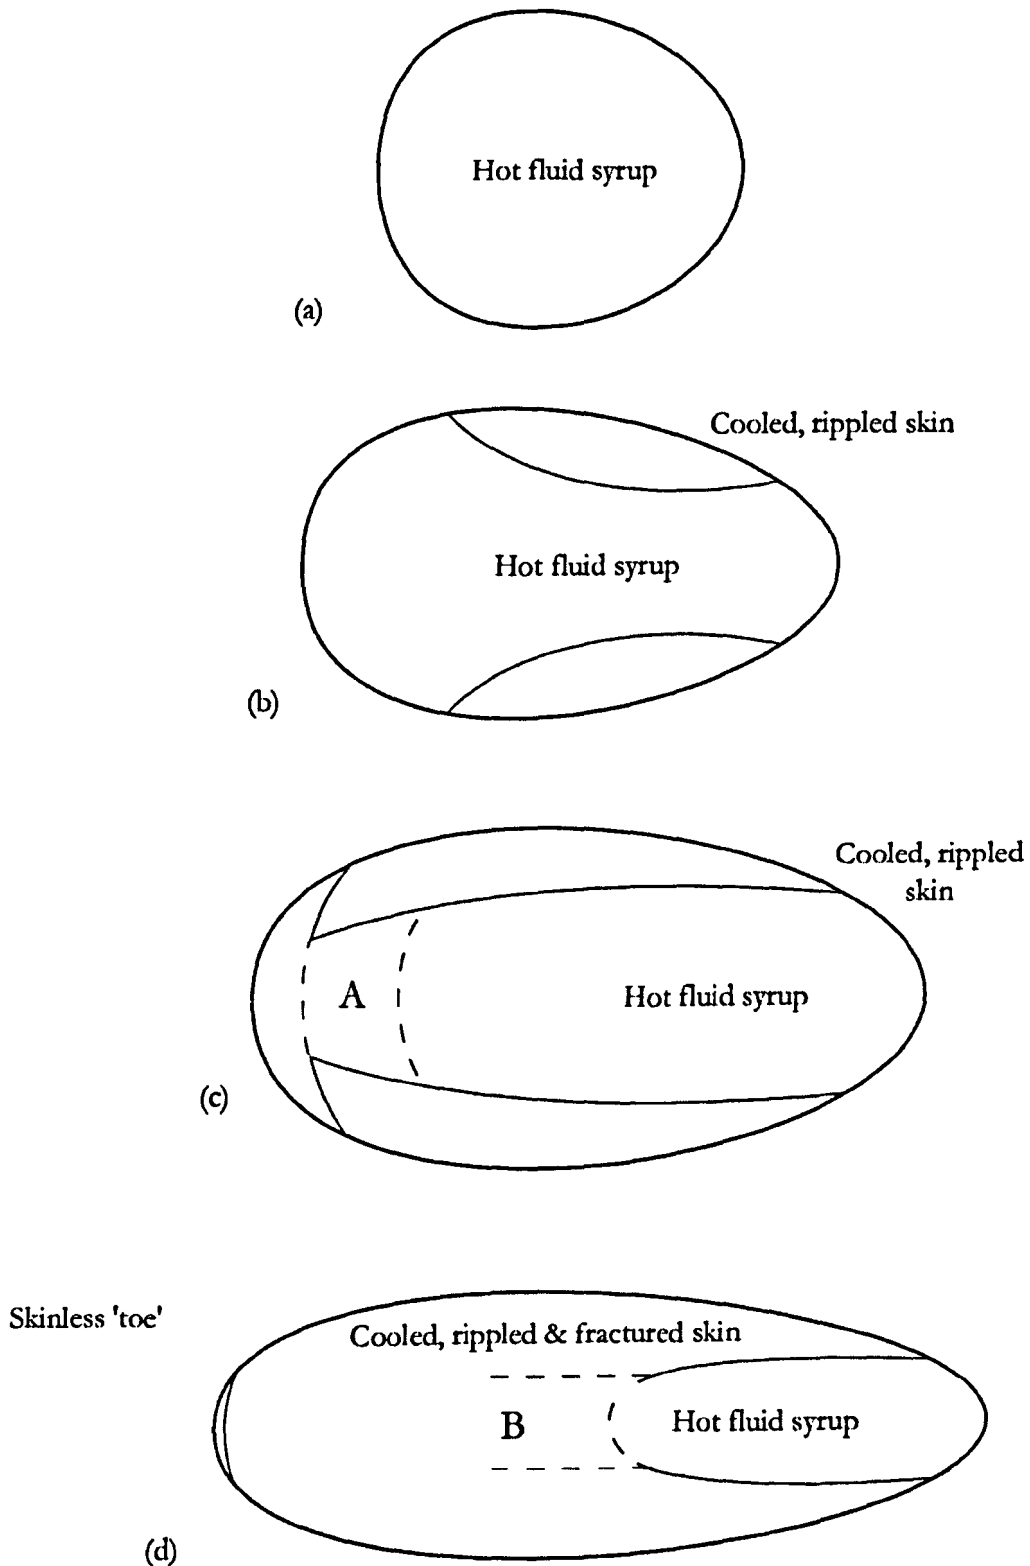 Hot fluid syrup
(a)
Cooled, rippled skin
Hot fluid syrup
(b)
Cooled, rippled
skin
A
Hot fluid syrup
(c)
Skinless 'toe'
Cooled, rippled & fractured skin
B
Hot fluid syrup
(d)